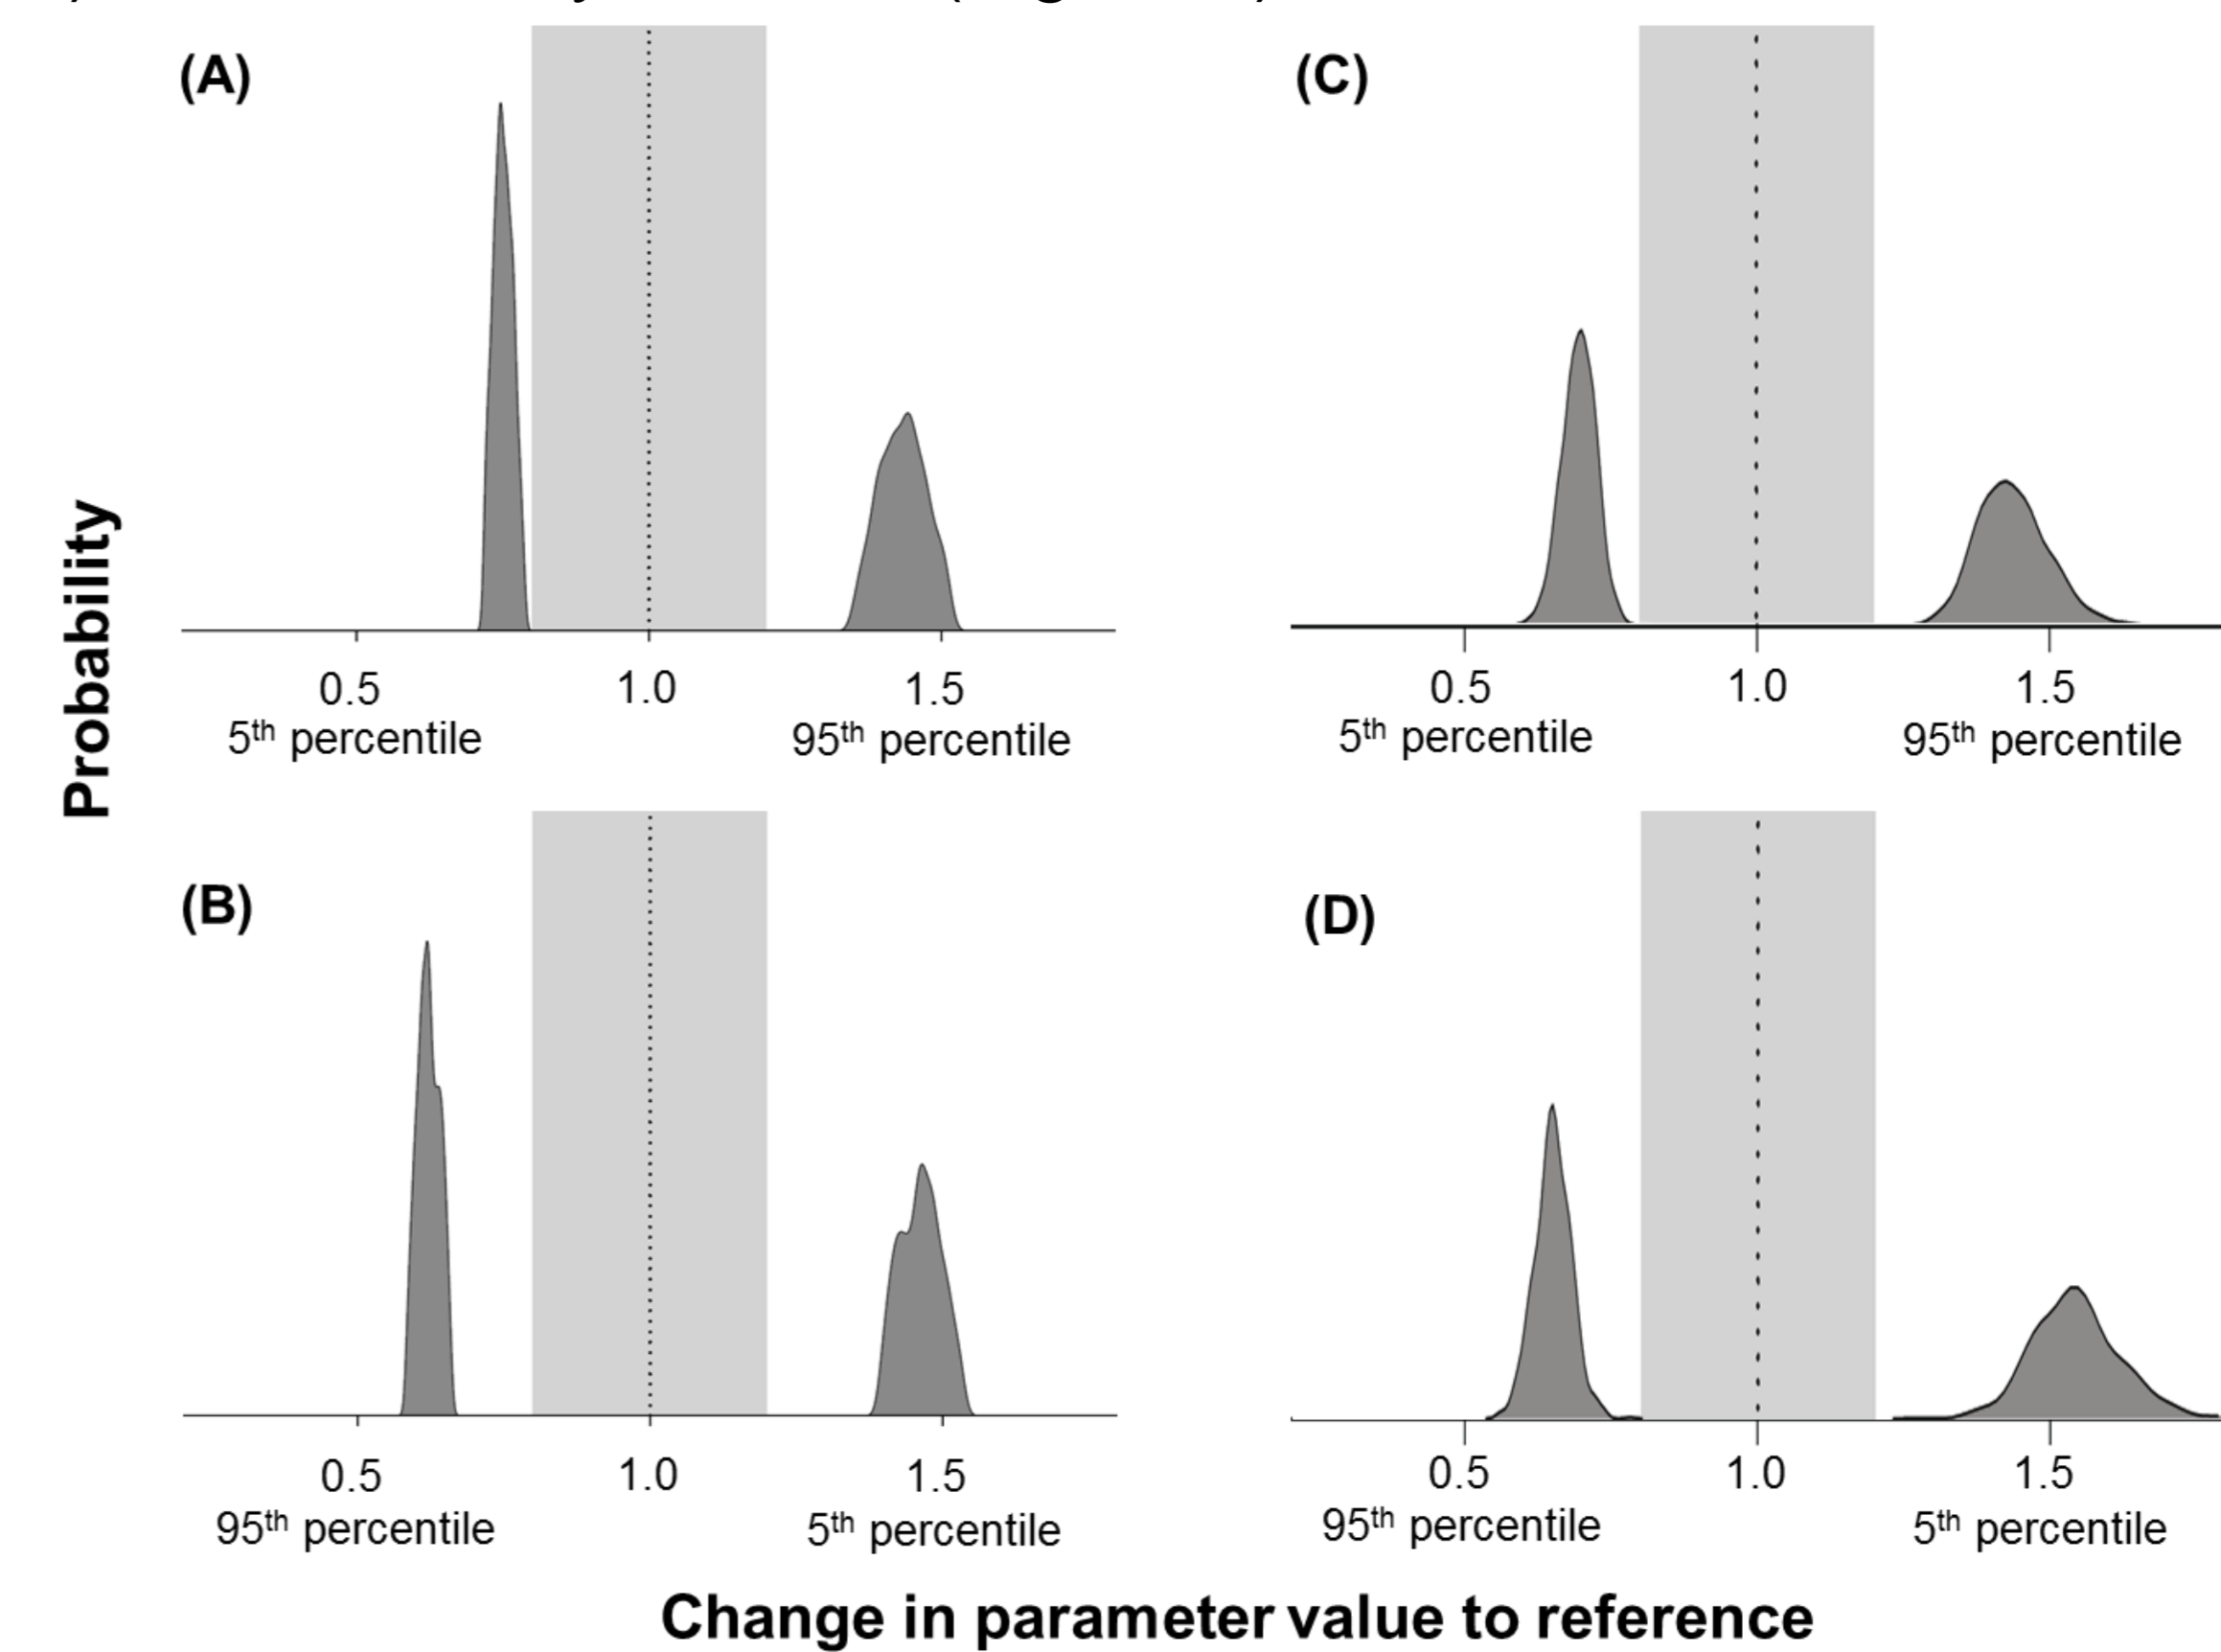 (A)
0.5 1.0 1.5
5th percentile 95th percentile
(C)
0.5 1.0 1.5
5th percentile 95th percentile
Probability
(B)
0.5 1.0 1.5
95th percentile 5th percentile
(D)
0.5 1.0 1.5
95th percentile 5th percentile
Change in parameter value to reference